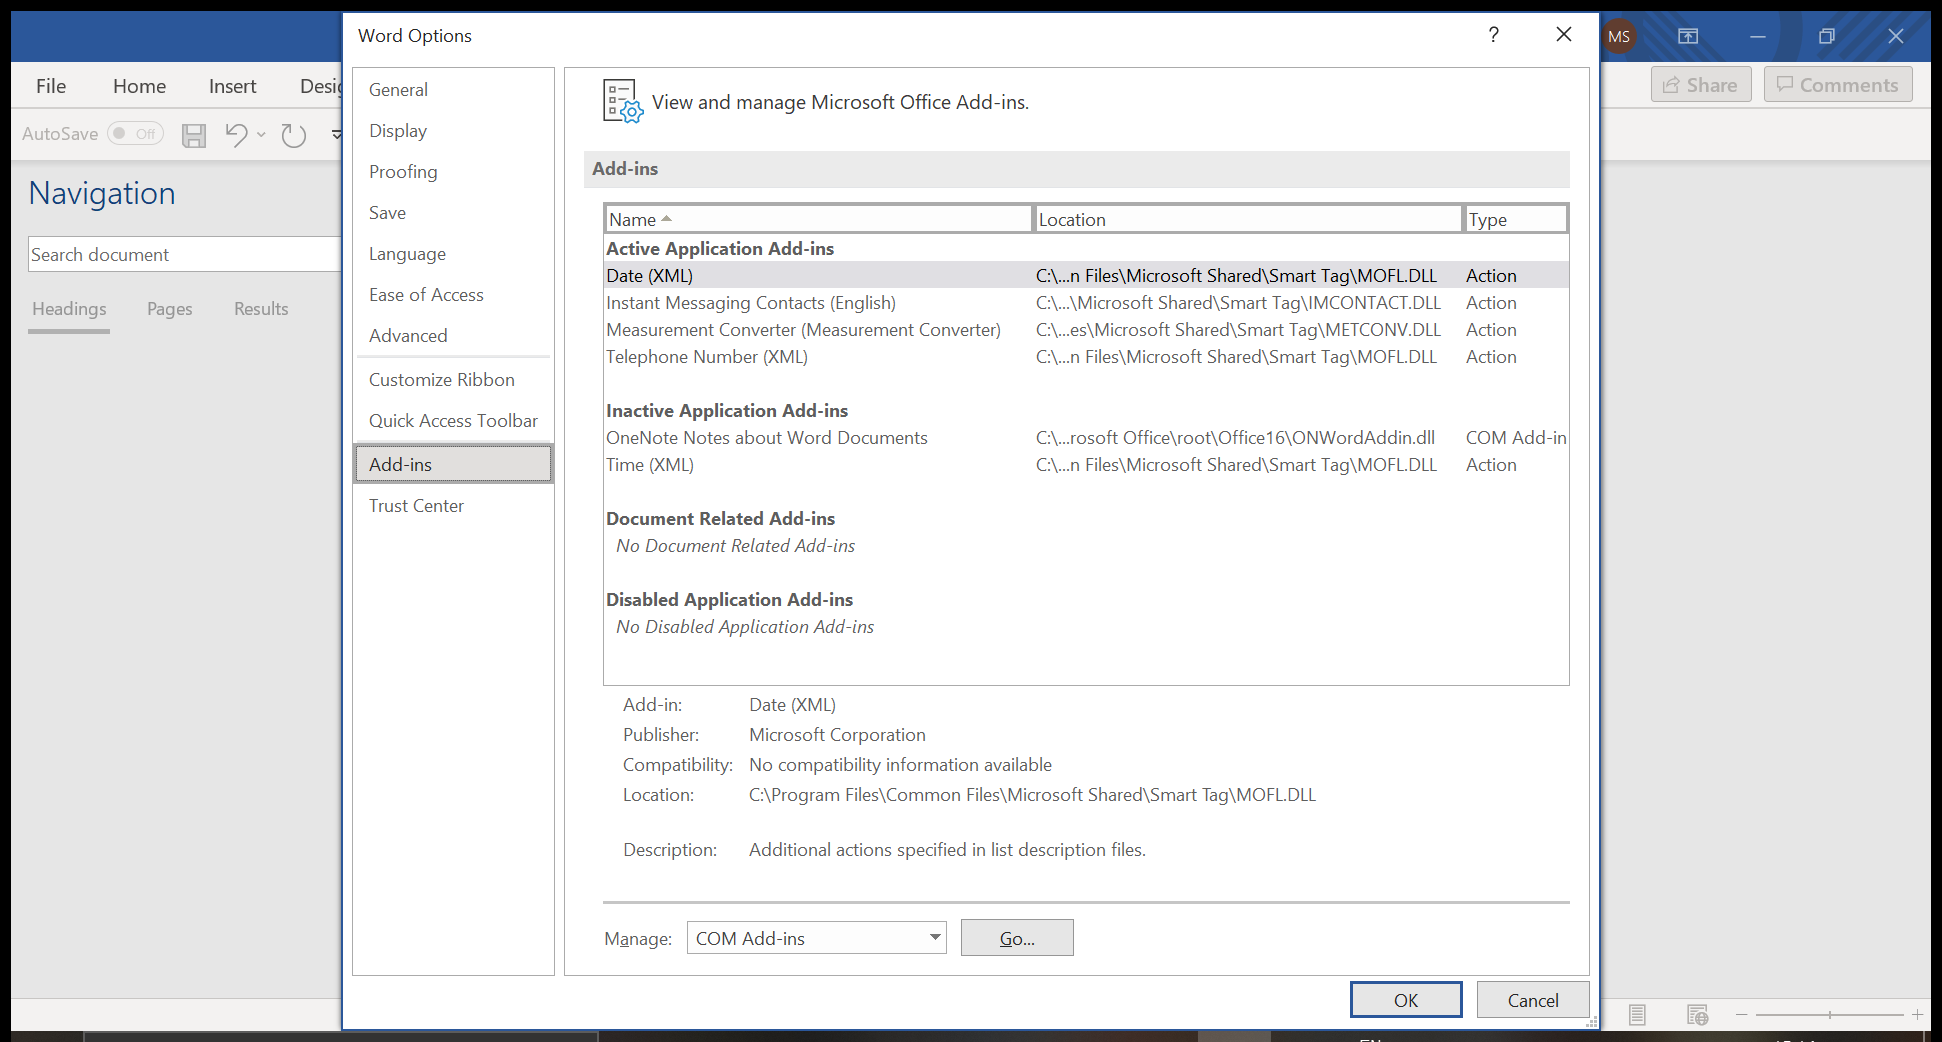 Word Options
?
MS
File Home Insert
Share Comments
AutoSave Off
Navigation
Search document
Headings Pages Results
General
Display
Proofing
Save
Language
Ease of Access
Advanced
Customize Ribbon
Quick Access Toolbar
Add-ins
Trust Center
View and manage Microsoft Office Add-ins.
Add-ins
Name Location Type
Active Application Add-ins
Date (XML) C:\...n Files\Microsoft Shared\Smart Tag\MOFL.DLL Action
Instant Messaging Contacts (English) C:\...\Microsoft Shared\Smart Tag\IMCONTACT.DLL Action
Measurement Converter (Measurement Converter) C:\...es\Microsoft Shared\Smart Tag\METCONV.DLL Action
Telephone Number (XML) C:\...n Files\Microsoft Shared\Smart Tag\MOFL.DLL Action
Inactive Application Add-ins
OneNote Notes about Word Documents C:\...rosoft Office\root\Office16\ONWordAddin.dll COM Add-in
Time (XML) C:\...n Files\Microsoft Shared\Smart Tag\MOFL.DLL Action
Document Related Add-ins
No Document Related Add-ins
Disabled Application Add-ins
No Disabled Application Add-ins
Add-in: Date (XML)
Publisher: Microsoft Corporation
Compatibility: No compatibility information available
Location: C:\Program Files\Common Files\Microsoft Shared\Smart Tag\MOFL.DLL
Description: Additional actions specified in list description files.
Manage: COM Add-ins Go...
OK Cancel